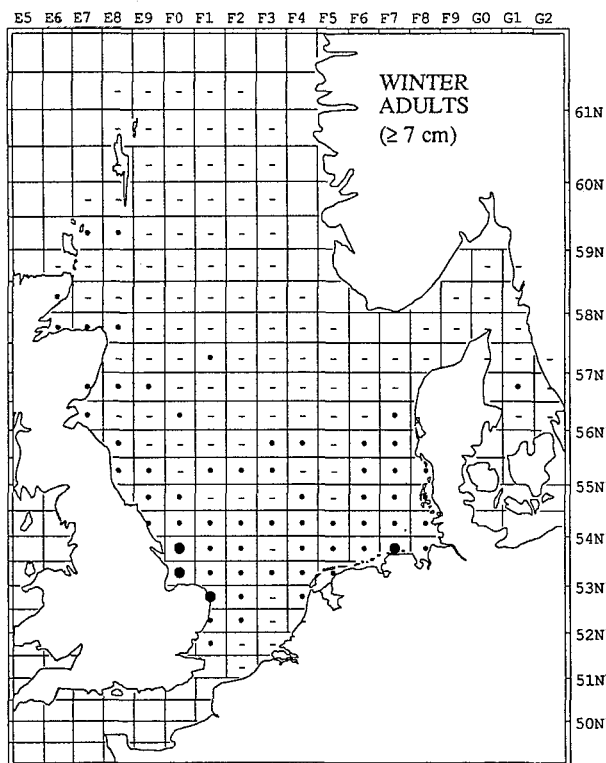 E5 E6 E7 E8 E9 F0 F1 F2 F3 F4 F5 F6 F7 F8 F9 G0 G1 G2
WINTER
ADULTS
(≥ 7 cm)
61N
60N
59N
58N
57N
56N
55N
54N
53N
52N
51N
50N